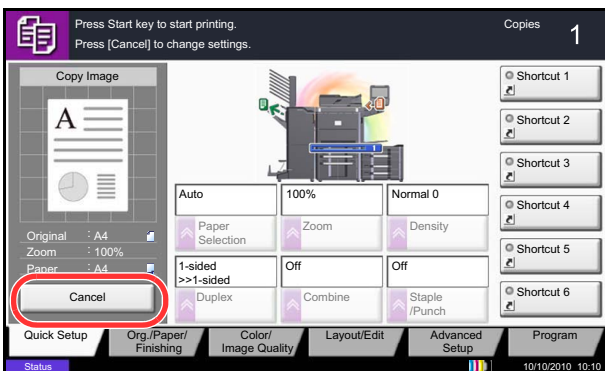 Press Start key to start printing.
Press [Cancel] to change settings.
Copies
1
Copy Image
A
Original : A4
Zoom : 100%
Paper : A4
Cancel
1
Auto
Paper
Selection
100%
Zoom
Normal 0
Density
1-sided
>>1-sided
Duplex
Off
Combine
Off
Staple
/Punch
Shortcut 1
Shortcut 2
Shortcut 3
Shortcut 4
Shortcut 5
Shortcut 6
Quick Setup
Org./Paper/
Finishing
Color/
Image Quality
Layout/Edit
Advanced
Setup
Program
Status
10/10/2010 10:10